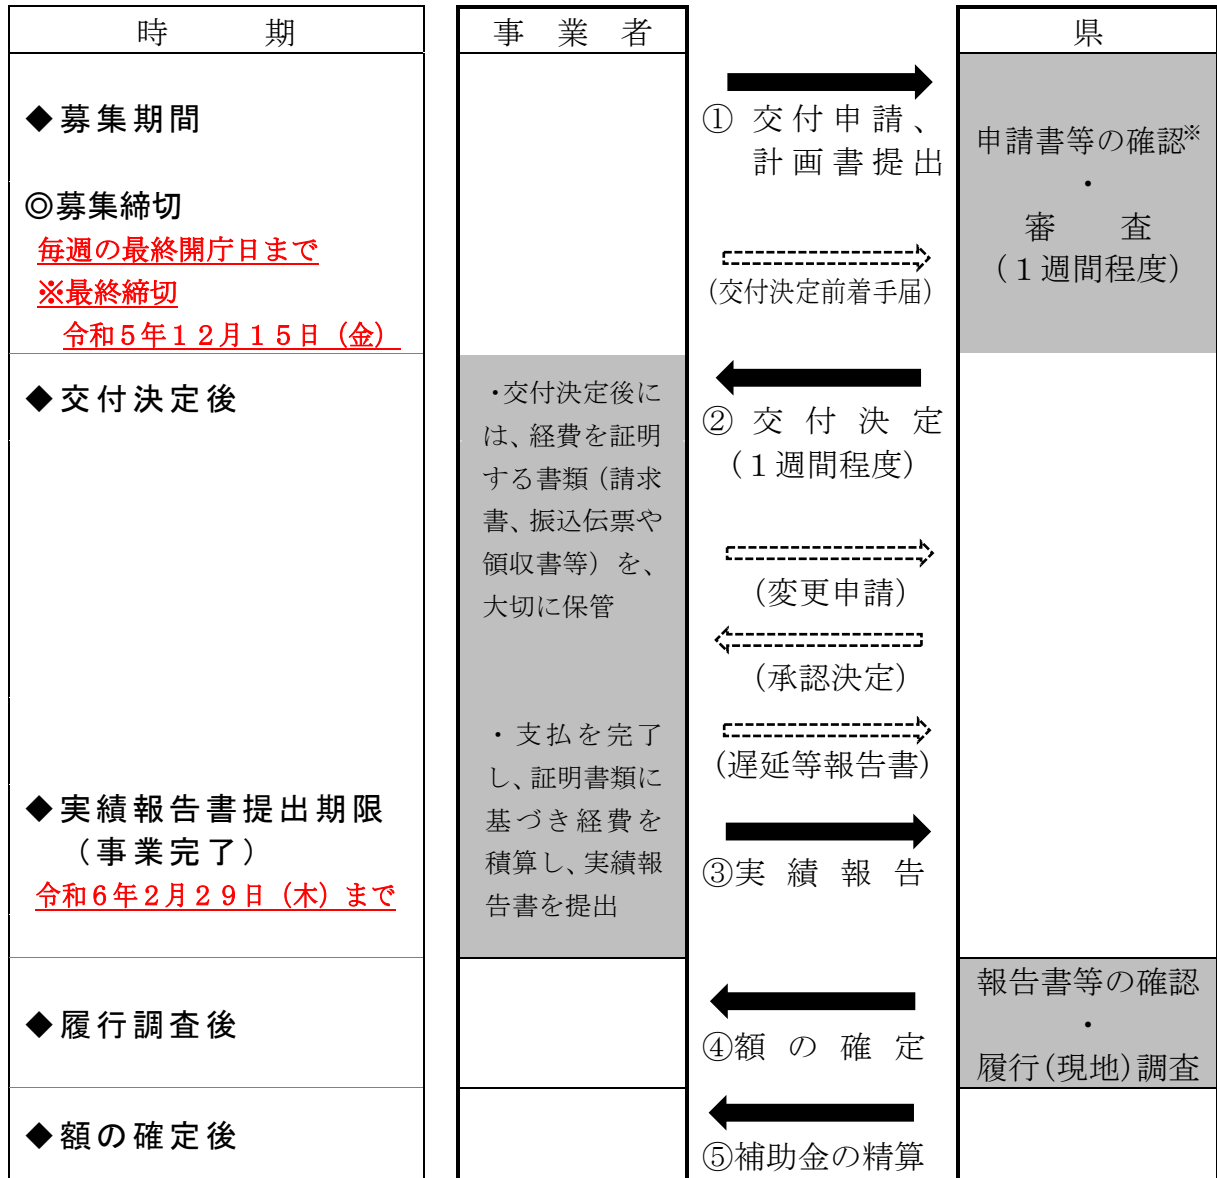 時　期
事　業　者
県
◆募集期間
◎募集締切
毎週の最終開庁日まで
※最終締切
令和５年１２月１５日（金）
① 交付申請、
計画書提出
（交付決定前着手届）
申請書等の確認※
・
審　査
（１週間程度）
◆交付決定後
・交付決定後に
は、経費を証明
する書類（請求
書、振込伝票や
領収書等）を、
大切に保管
② 交付決定
（１週間程度）
（変更申請）
（承認決定）
（遅延等報告書）
◆実績報告書提出期限
（事業完了）
令和６年２月２９日（木）まで
・支払を完了
し、証明書類に
基づき経費を
積算し、実績報
告書を提出
③実績報告
◆履行調査後
④額の確定
報告書等の確認
・
履行(現地)調査
◆額の確定後
⑤補助金の精算